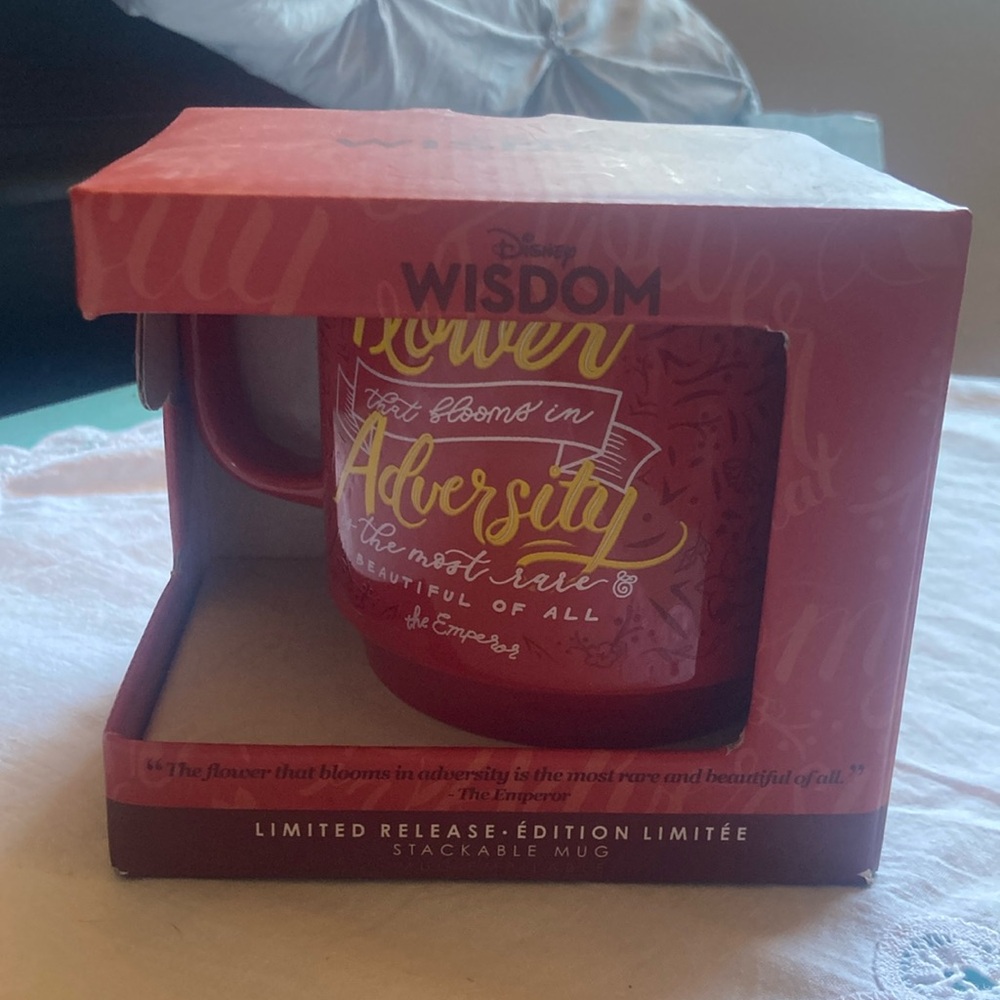 WISDOM
Disney
WISDOM
flower
that blooms in
Adversity
the most rare &
BEAUTIFUL OF ALL
the Emperor
“The flower that blooms in adversity is the most rare and beautiful of all.”
- The Emperor
LIMITED RELEASE · ÉDITION LIMITÉE
STACKABLE MUG